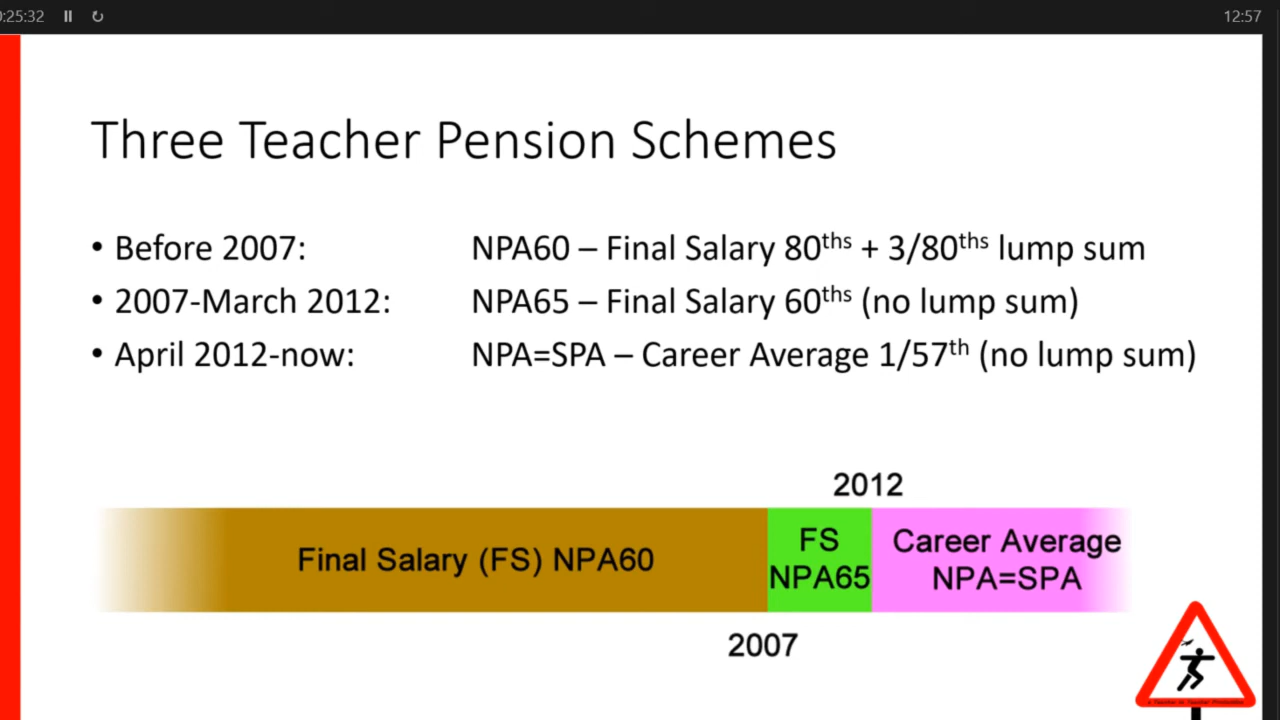 :25:32
12:57
Three Teacher Pension Schemes
• Before 2007: NPA60 – Final Salary 80ths + 3/80ths lump sum
• 2007-March 2012: NPA65 – Final Salary 60ths (no lump sum)
• April 2012-now: NPA=SPA – Career Average 1/57th (no lump sum)
2012
Final Salary (FS) NPA60
FS
NPA65
Career Average
NPA=SPA
2007